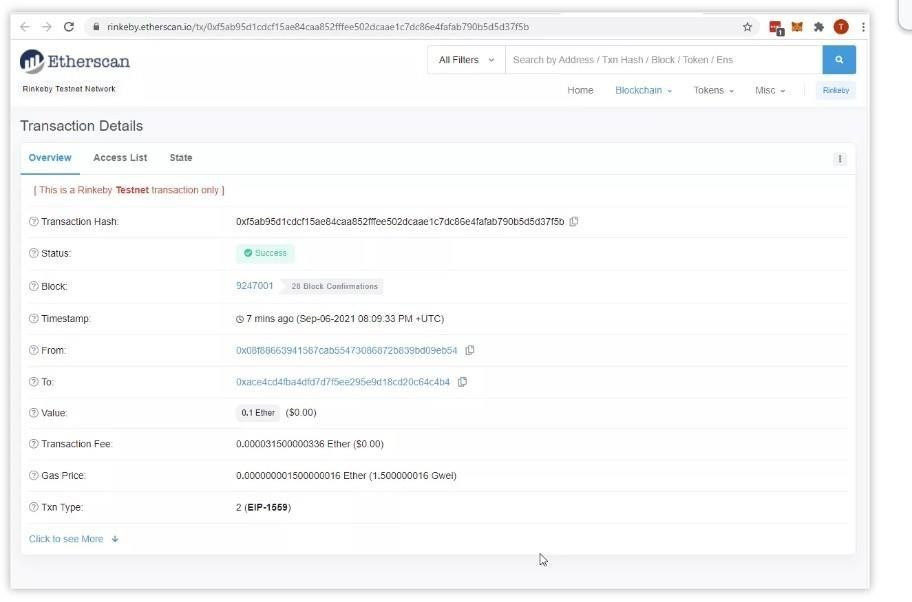 rinkeby.etherscan.io/tx/0xf5ab95d1cdcf15ae84caa852fffee502dcaae1c7dc86e4fafab790b5d5d37f5b
1
T
Etherscan
All Filters
Search by Address / Txn Hash / Block / Token / Ens
Rinkeby Testnet Network
Home Blockchain Tokens Misc Rinkeby
Transaction Details
Overview Access List State
[ This is a Rinkeby Testnet transaction only ]
Transaction Hash: 0xf5ab95d1cdcf15ae84caa852fffee502dcaae1c7dc86e4fafab790b5d5d37f5b
Status: Success
Block: 9247001 28 Block Confirmations
Timestamp: 7 mins ago (Sep-06-2021 08:09:33 PM +UTC)
From: 0x08f88663941587cab55473086872b839bd09eb54
To: 0xace4cd4fba4dfd7d7f5ee295e9d18cd20c64c4b4
Value: 0.1 Ether ($0.00)
Transaction Fee: 0.000031500000336 Ether ($0.00)
Gas Price: 0.000000001500000016 Ether (1.500000016 Gwei)
Txn Type: 2 (EIP-1559)
Click to see More